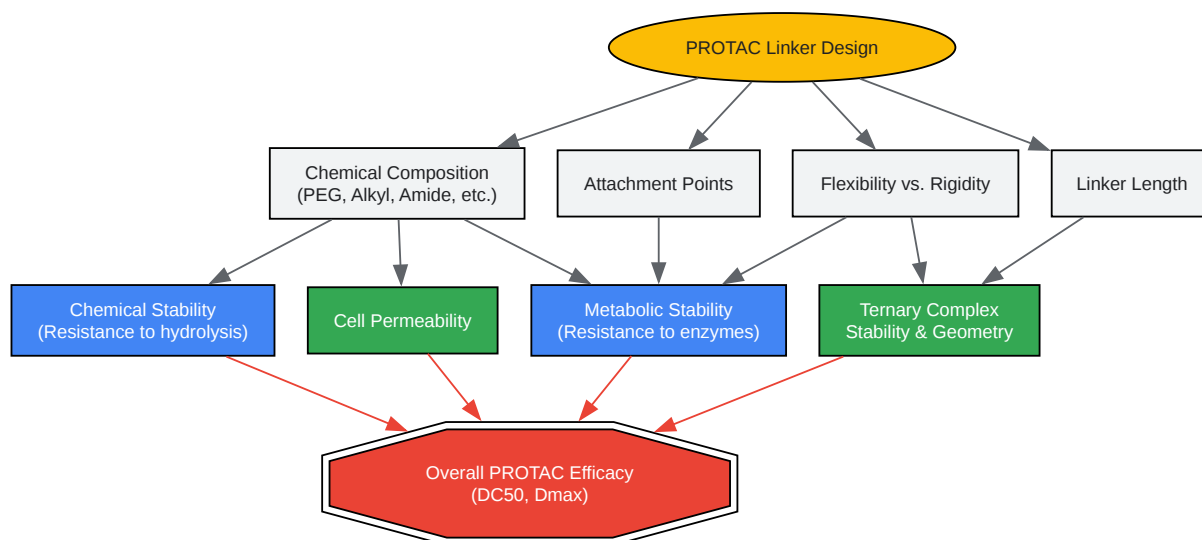 PROTAC Linker Design
Chemical Composition
(PEG, Alkyl, Amide, etc.)
Attachment Points
Flexibility vs. Rigidity
Linker Length
Chemical Stability
(Resistance to hydrolysis)
Cell Permeability
Metabolic Stability
(Resistance to enzymes)
Ternary Complex
Stability & Geometry
Overall PROTAC Efficacy
(DC50, Dmax)